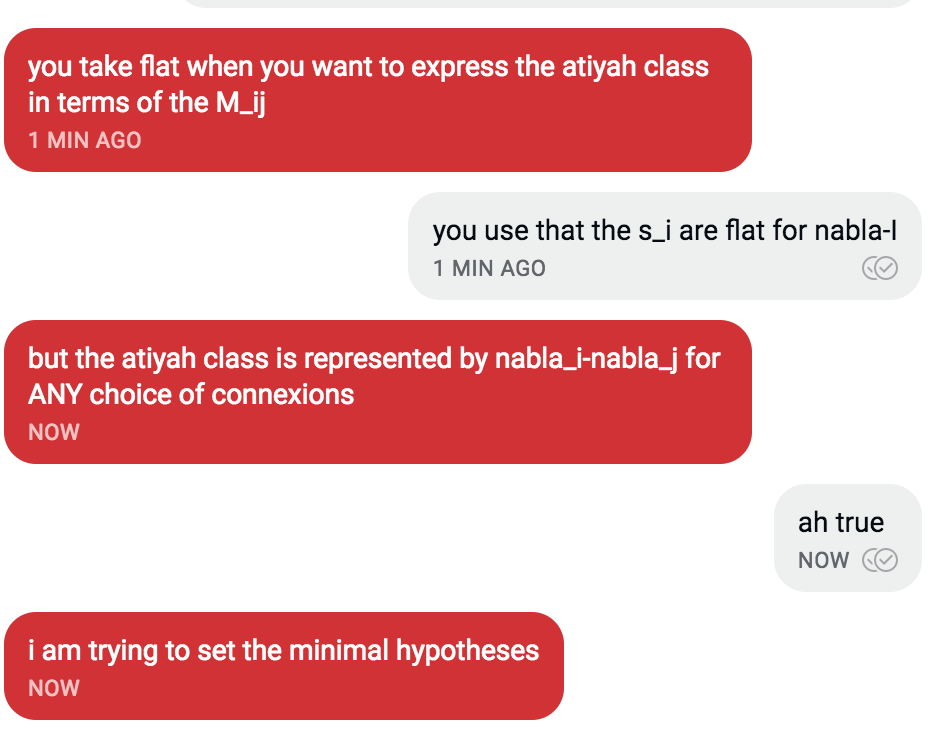 you take flat when you want to express the atiyah class
in terms of the M_ij
1 MIN AGO
you use that the s_i are flat for nabla-I
1 MIN AGO
but the atiyah class is represented by nabla_i-nabla_j for
ANY choice of connexions
NOW
ah true
NOW
i am trying to set the minimal hypotheses
NOW